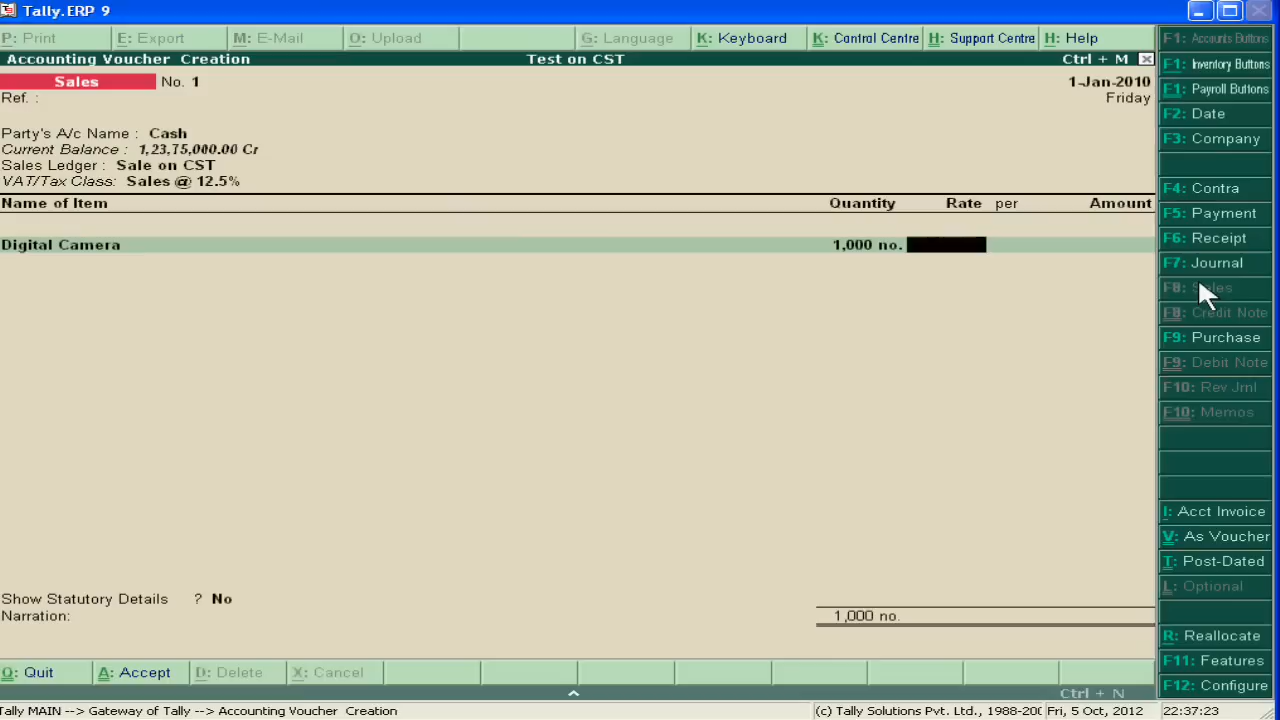 Tally.ERP 9
P: Print E: Export M: E-Mail O: Upload G: Language K: Keyboard K: Control Centre H: Support Centre H: Help
F1: Accounts Buttons
Accounting Voucher Creation Test on CST Ctrl + M
F1: Inventory Buttons
Sales No. 1 1-Jan-2010
F1: Payroll Buttons
Ref. : Friday
F2: Date
Party's A/c Name : Cash
F3: Company
Current Balance : 1,23,75,000.00 Cr
Sales Ledger : Sale on CST
VAT/Tax Class: Sales @ 12.5%
F4: Contra
Name of Item Quantity Rate per Amount
F5: Payment
F6: Receipt
Digital Camera 1,000 no.
F7: Journal
F8: Sales
F8: Credit Note
F9: Purchase
F9: Debit Note
F10: Rev Jrnl
F10: Memos
I: Acct Invoice
V: As Voucher
T: Post-Dated
L: Optional
Show Statutory Details ? No
Narration: 1,000 no.
R: Reallocate
F11: Features
Q: Quit A: Accept D: Delete X: Cancel
F12: Configure
Ctrl + N
Tally MAIN --> Gateway of Tally --> Accounting Voucher Creation (c) Tally Solutions Pvt. Ltd., 1988-200 Fri, 5 Oct, 2012 22:37:23